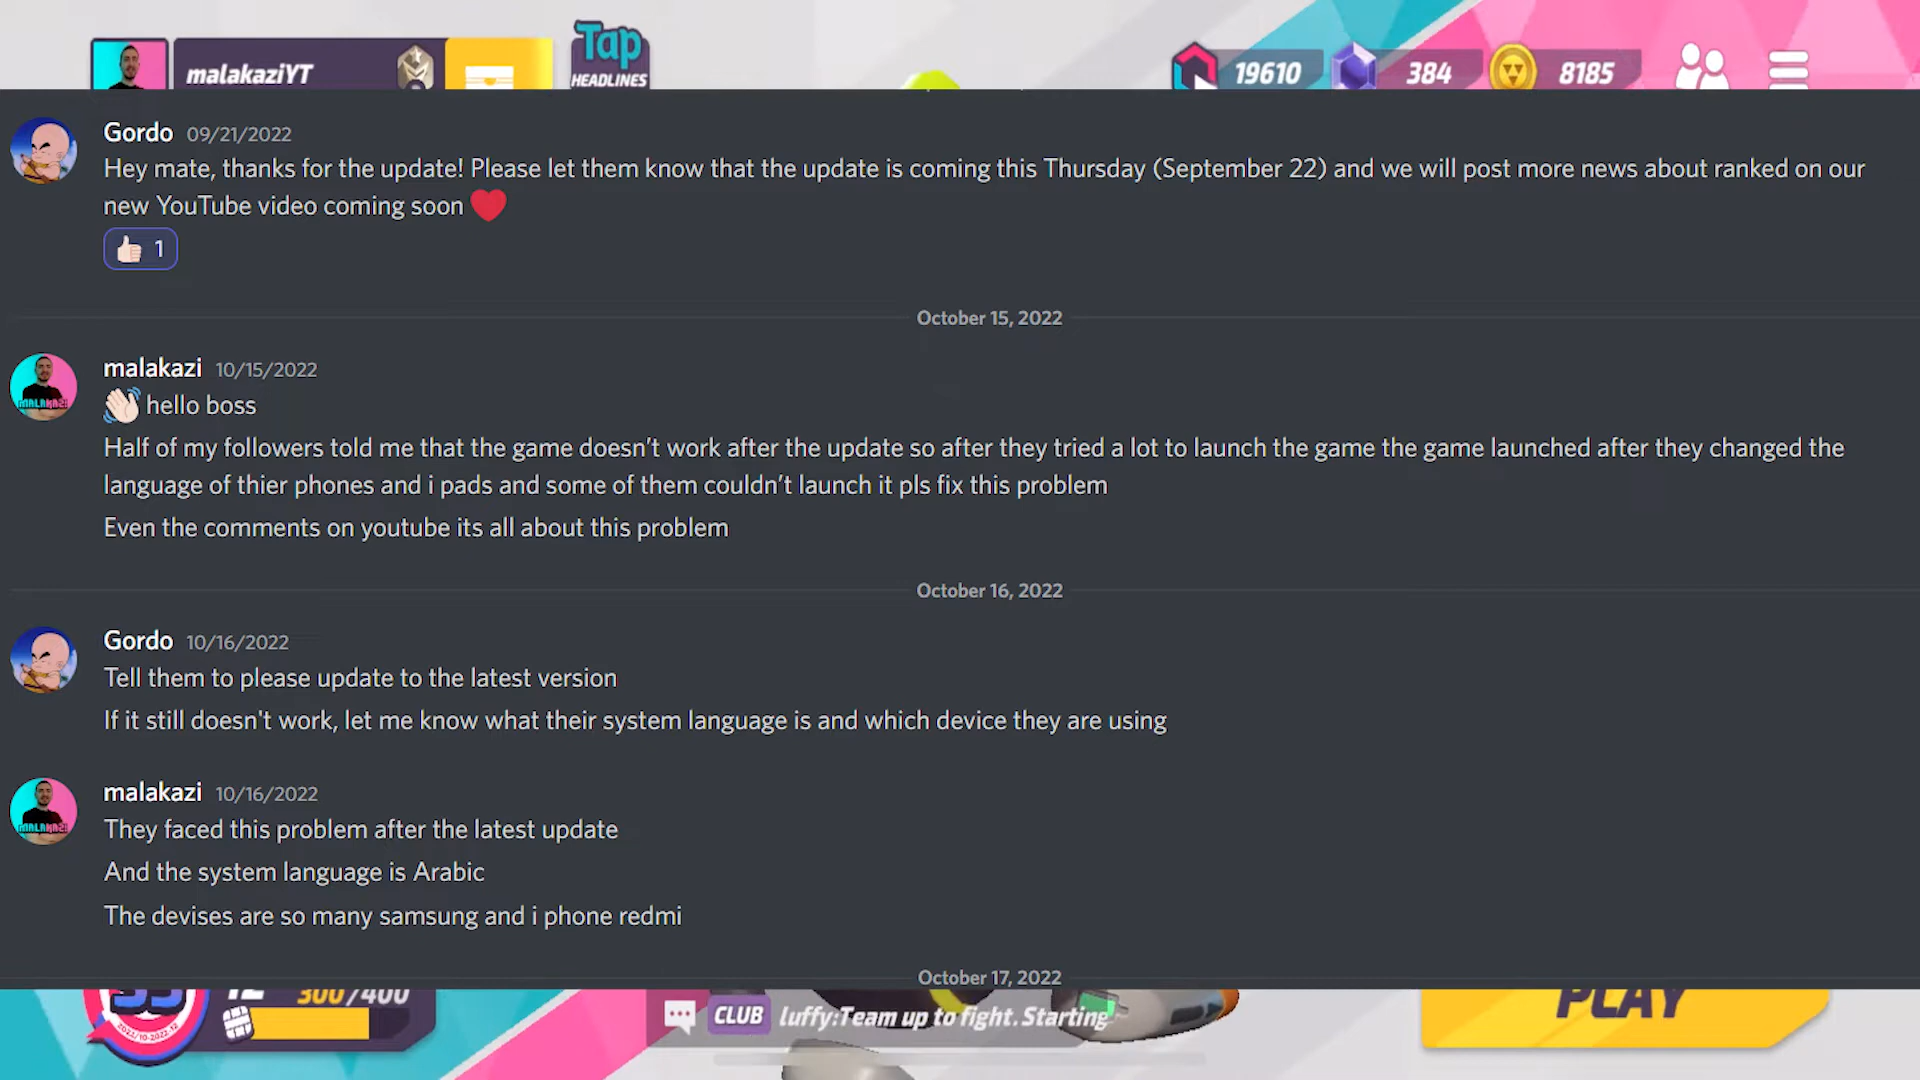 malakaziYT
Tap
HEADLINES
19610
384
8185
Gordo 09/21/2022
Hey mate, thanks for the update! Please let them know that the update is coming this Thursday (September 22) and we will post more news about ranked on our
new YouTube video coming soon ❤️
👍🏻 1
October 15, 2022
malakazi 10/15/2022
👋🏻 hello boss
Half of my followers told me that the game doesn’t work after the update so after they tried a lot to launch the game the game launched after they changed the
language of thier phones and i pads and some of them couldn’t launch it pls fix this problem
Even the comments on youtube its all about this problem
October 16, 2022
Gordo 10/16/2022
Tell them to please update to the latest version
If it still doesn't work, let me know what their system language is and which device they are using
malakazi 10/16/2022
They faced this problem after the latest update
And the system language is Arabic
The devises are so many samsung and i phone redmi
October 17, 2022
300/400
CLUB luffy:Team up to fight.Starting
PLAY